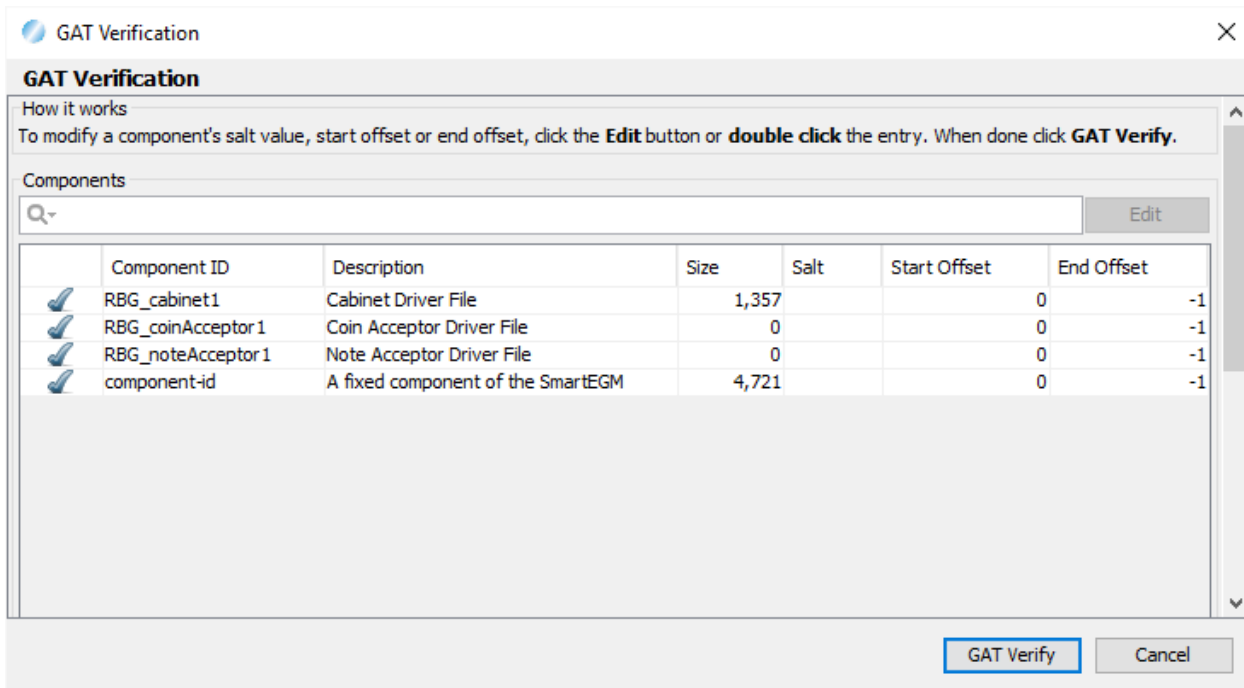 GAT Verification
GAT Verification
How it works
To modify a component's salt value, start offset or end offset, click the Edit button or double click the entry. When done click GAT Verify.
Components
Edit
Component ID Description Size Salt Start Offset End Offset
RBG_cabinet1 Cabinet Driver File 1,357 0 -1
RBG_coinAcceptor1 Coin Acceptor Driver File 0 0 -1
RBG_noteAcceptor1 Note Acceptor Driver File 0 0 -1
component-id A fixed component of the SmartEGM 4,721 0 -1
GAT Verify Cancel